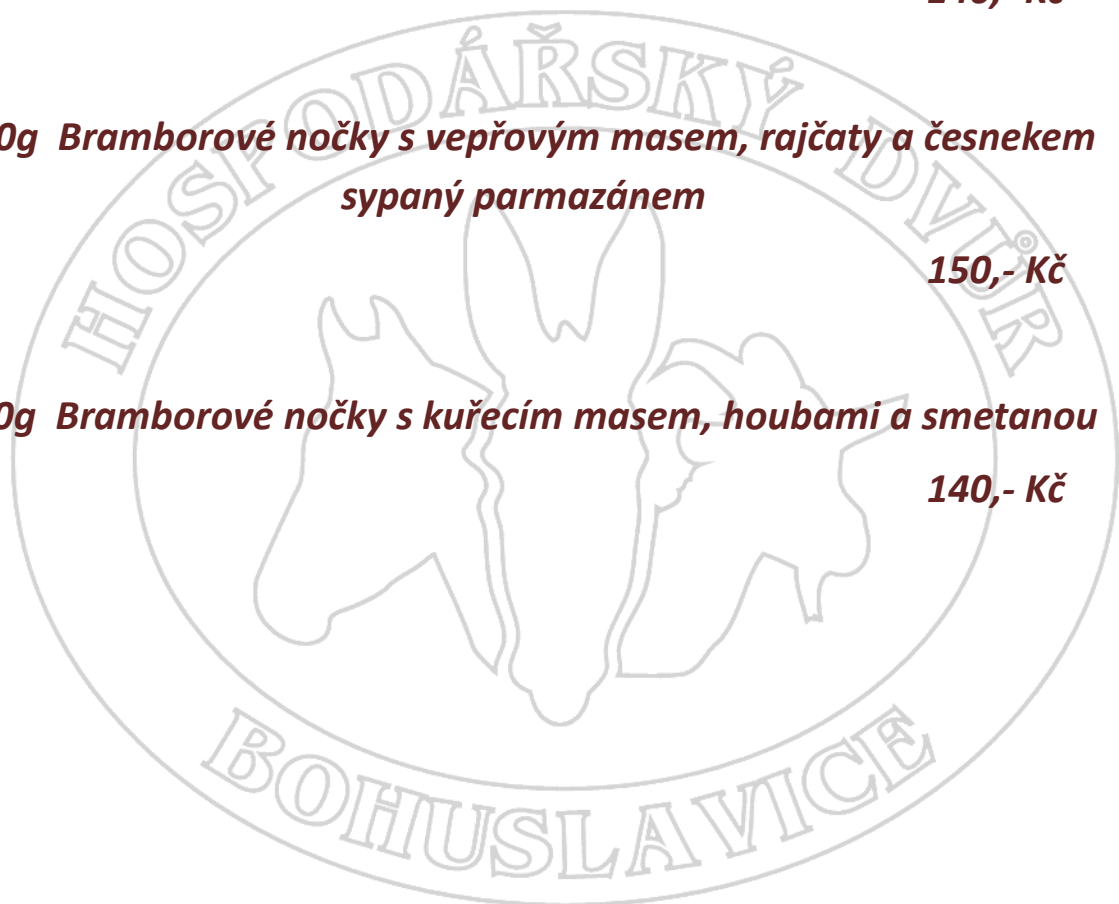 HOSPODÁŘSKÝ DVŮR
0g Bramborové nočky s vepřovým masem, rajčaty a česnekem
sypaný parmazánem
150,- Kč
0g Bramborové nočky s kuřecím masem, houbami a smetanou
140,- Kč
BOHUSLAVICE